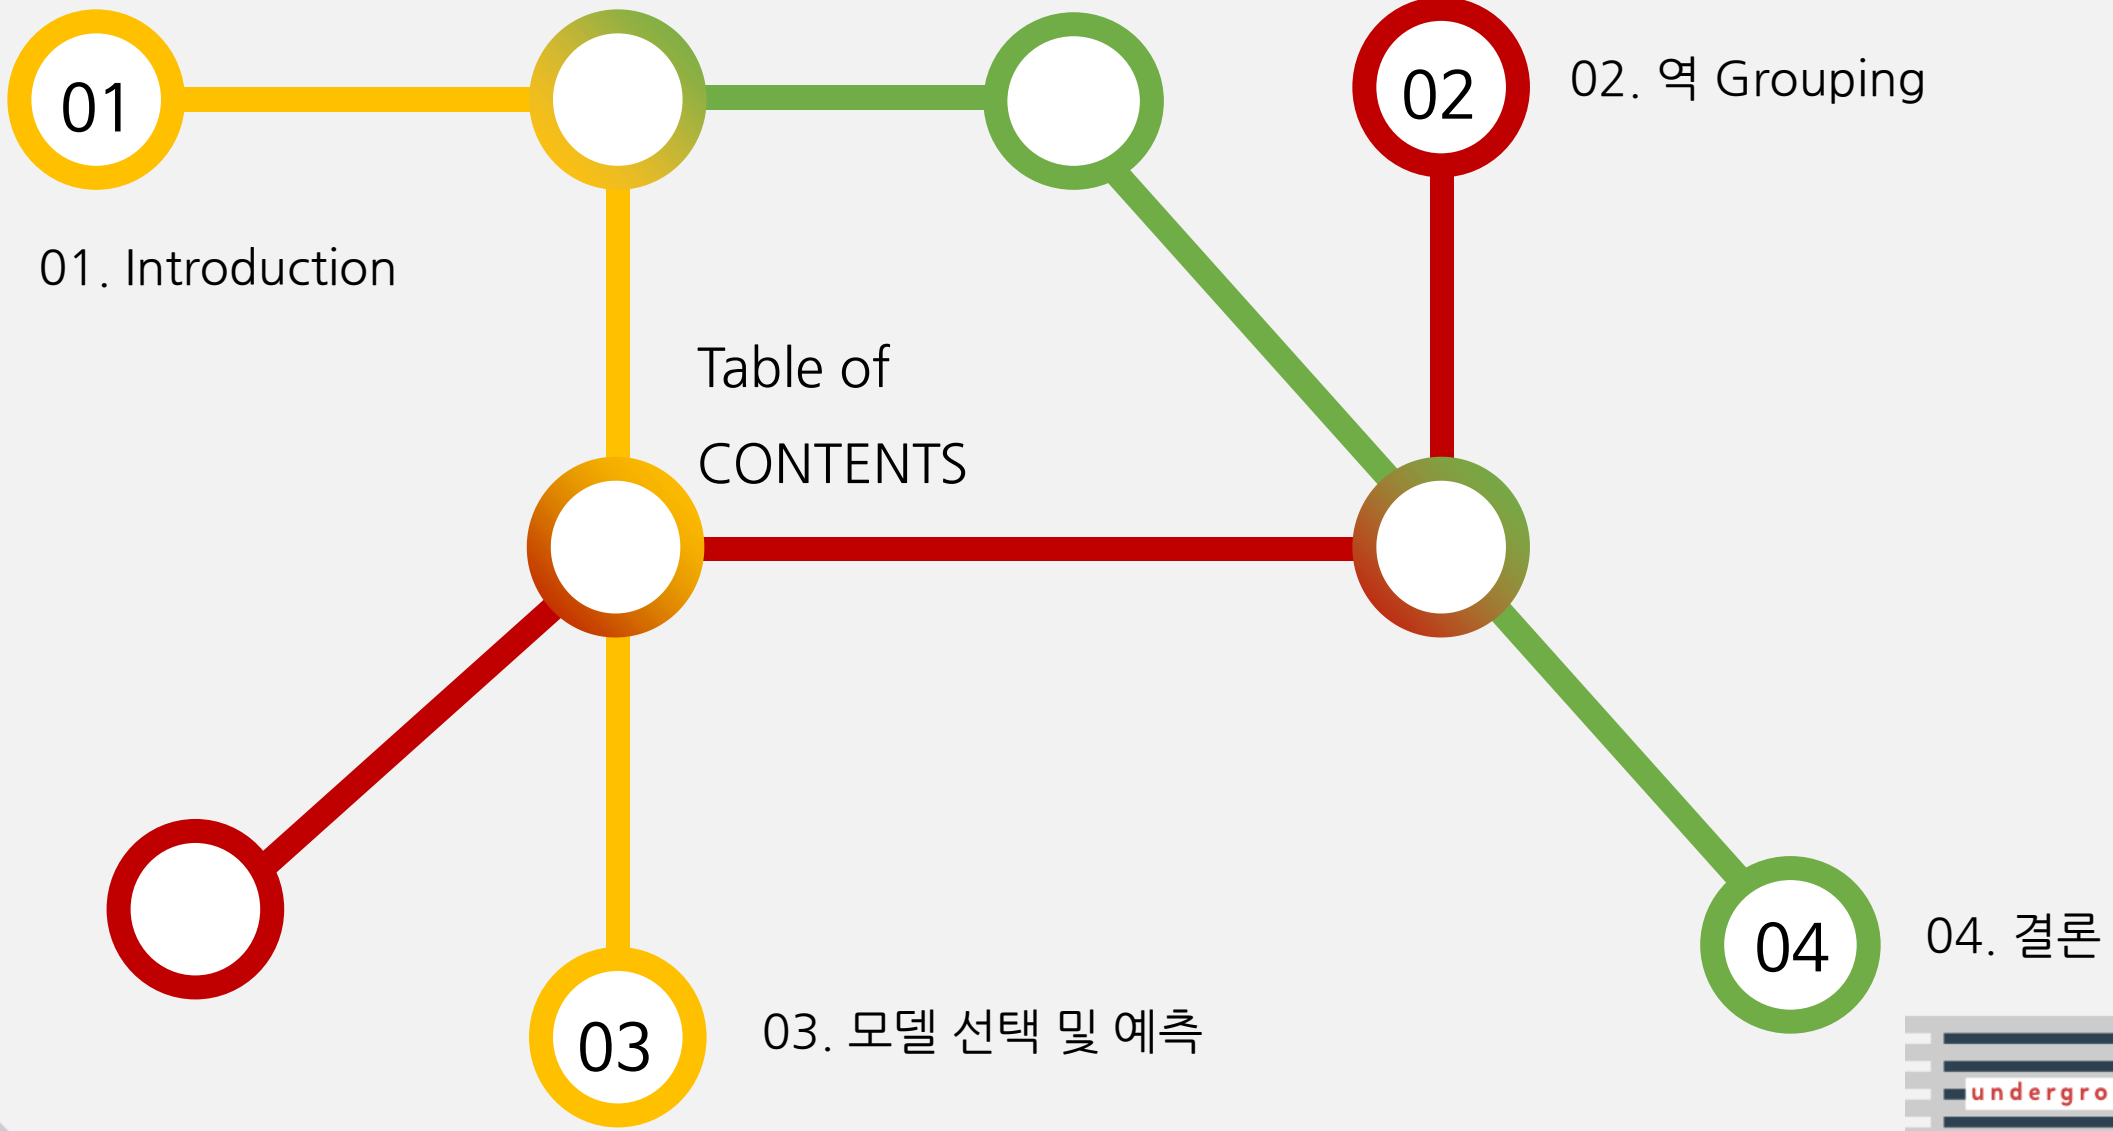 01
02
02. 역 Grouping
01. Introduction
Table of
CONTENTS
03
03. 모델 선택 및 예측
04
04. 결론
undergro